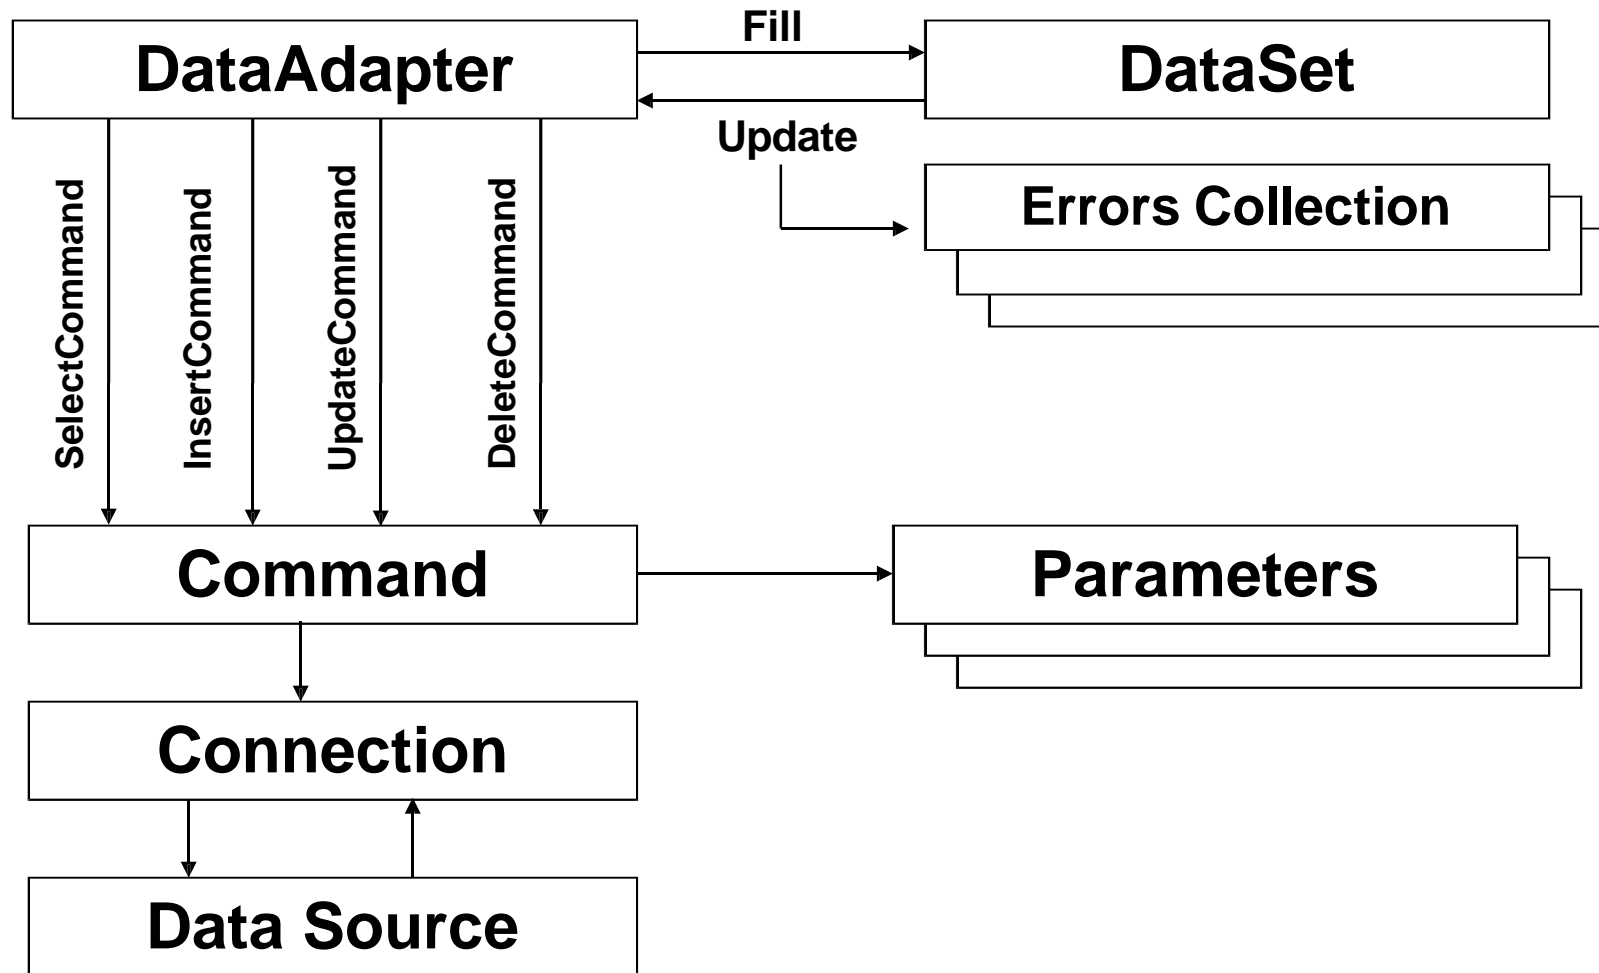 Fill
DataAdapter
DataSet
Update
Errors Collection
SelectCommand
InsertCommand
UpdateCommand
DeleteCommand
Command
Parameters
Connection
Data Source